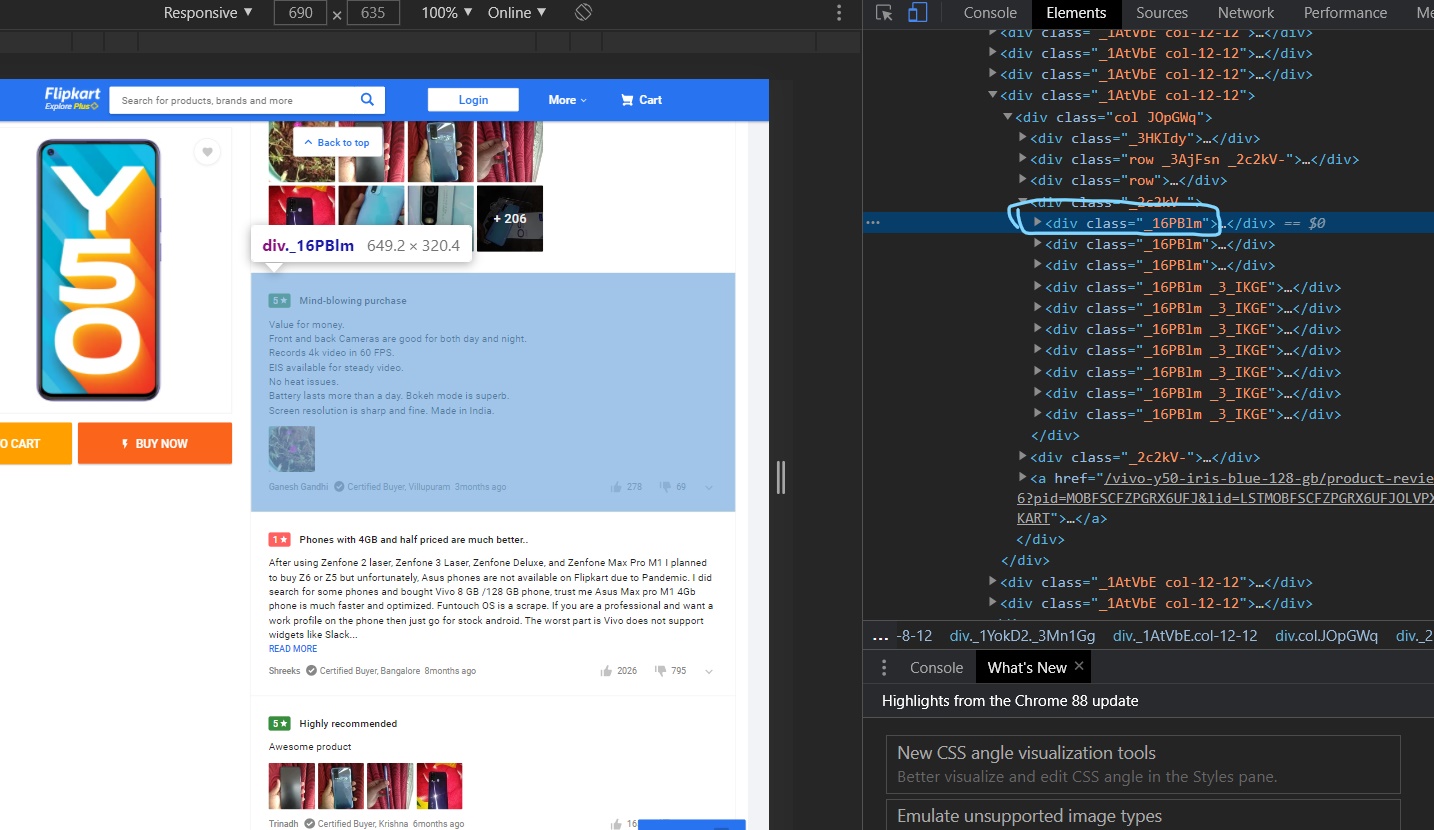 Responsive ▼ 690 × 635 100% ▼ Online ▼
Console Elements Sources Network Performance Me
Flipkart
Explore Plus
Search for products, brands and more
Login
More
Cart
Y50
O CART
BUY NOW
Back to top
+ 206
div._16PBlm 649.2 × 320.4
5★ Mind-blowing purchase
Value for money.
Front and back Cameras are good for both day and night.
Records 4k video in 60 FPS.
EIS available for steady video.
No heat issues.
Battery lasts more than a day. Bokeh mode is superb.
Screen resolution is sharp and fine. Made in India.
Ganesh Gandhi Certified Buyer, Villupuram 3months ago 278 69
1★ Phones with 4GB and half priced are much better..
After using Zenfone 2 laser, Zenfone 3 Laser, Zenfone Deluxe, and Zenfone Max Pro M1 I planned
to buy Z6 or Z5 but unfortunately, Asus phones are not available on Flipkart due to Pandemic. I did
search for some phones and bought Vivo 8 GB /128 GB phone, trust me Asus Max pro M1 4Gb
phone is much faster and optimized. Funtouch OS is a scrape. If you are a professional and want a
work profile on the phone then just go for stock android. The worst part is Vivo does not support
widgets like Slack...
READ MORE
Shreeks Certified Buyer, Bangalore 8months ago 2026 795
5★ Highly recommended
Awesome product
Trinadh Certified Buyer, Krishna 6months ago 16
<div class="_1AtVbE col-12-12">…</div>
<div class="_1AtVbE col-12-12">…</div>
<div class="_1AtVbE col-12-12">…</div>
<div class="_1AtVbE col-12-12">
<div class="col JOpGWq">
<div class="_3HKIdy">…</div>
<div class="row _3AjFsn _2c2kV-">…</div>
<div class="row">…</div>
<div class="_2c2kV-">
<div class="_16PBlm">…</div> == $0
<div class="_16PBlm">…</div>
<div class="_16PBlm">…</div>
<div class="_16PBlm _3_IKGE">…</div>
<div class="_16PBlm _3_IKGE">…</div>
<div class="_16PBlm _3_IKGE">…</div>
<div class="_16PBlm _3_IKGE">…</div>
<div class="_16PBlm _3_IKGE">…</div>
<div class="_16PBlm _3_IKGE">…</div>
<div class="_16PBlm _3_IKGE">…</div>
</div>
<div class="_2c2kV-">…</div>
<a href="/vivo-y50-iris-blue-128-gb/product-revie
6?pid=MOBFSCFZPGRX6UFJ&lid=LSTMOBFSCFZPGRX6UFJOLVPX
KART">…</a>
</div>
</div>
<div class="_1AtVbE col-12-12">…</div>
<div class="_1AtVbE col-12-12">…</div>
... -8-12 div._1YokD2._3Mn1Gg div._1AtVbE.col-12-12 div.col.JOpGWq div._2
Console What's New ×
Highlights from the Chrome 88 update
New CSS angle visualization tools
Better visualize and edit CSS angle in the Styles pane.
Emulate unsupported image types